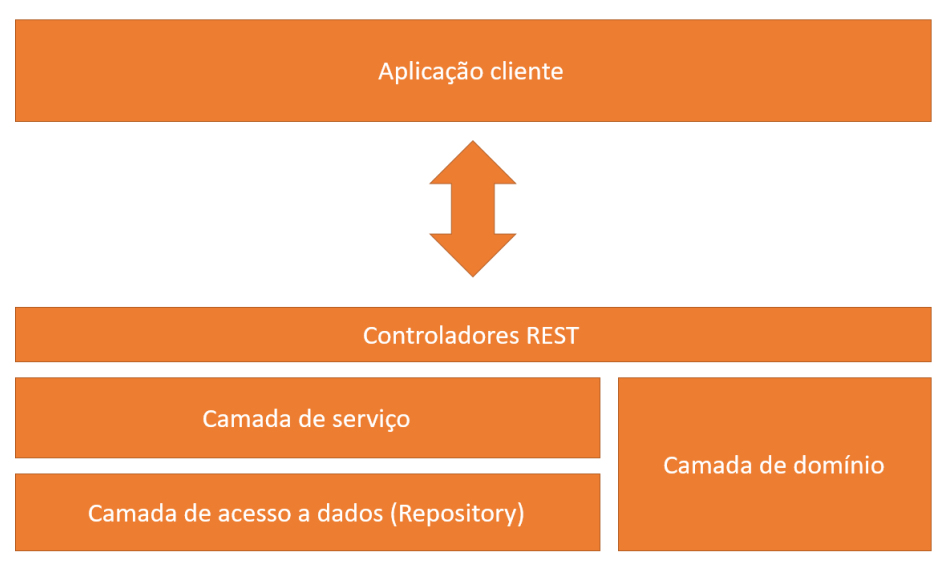 Aplicação cliente
Controladores REST
Camada de serviço
Camada de domínio
Camada de acesso a dados (Repository)